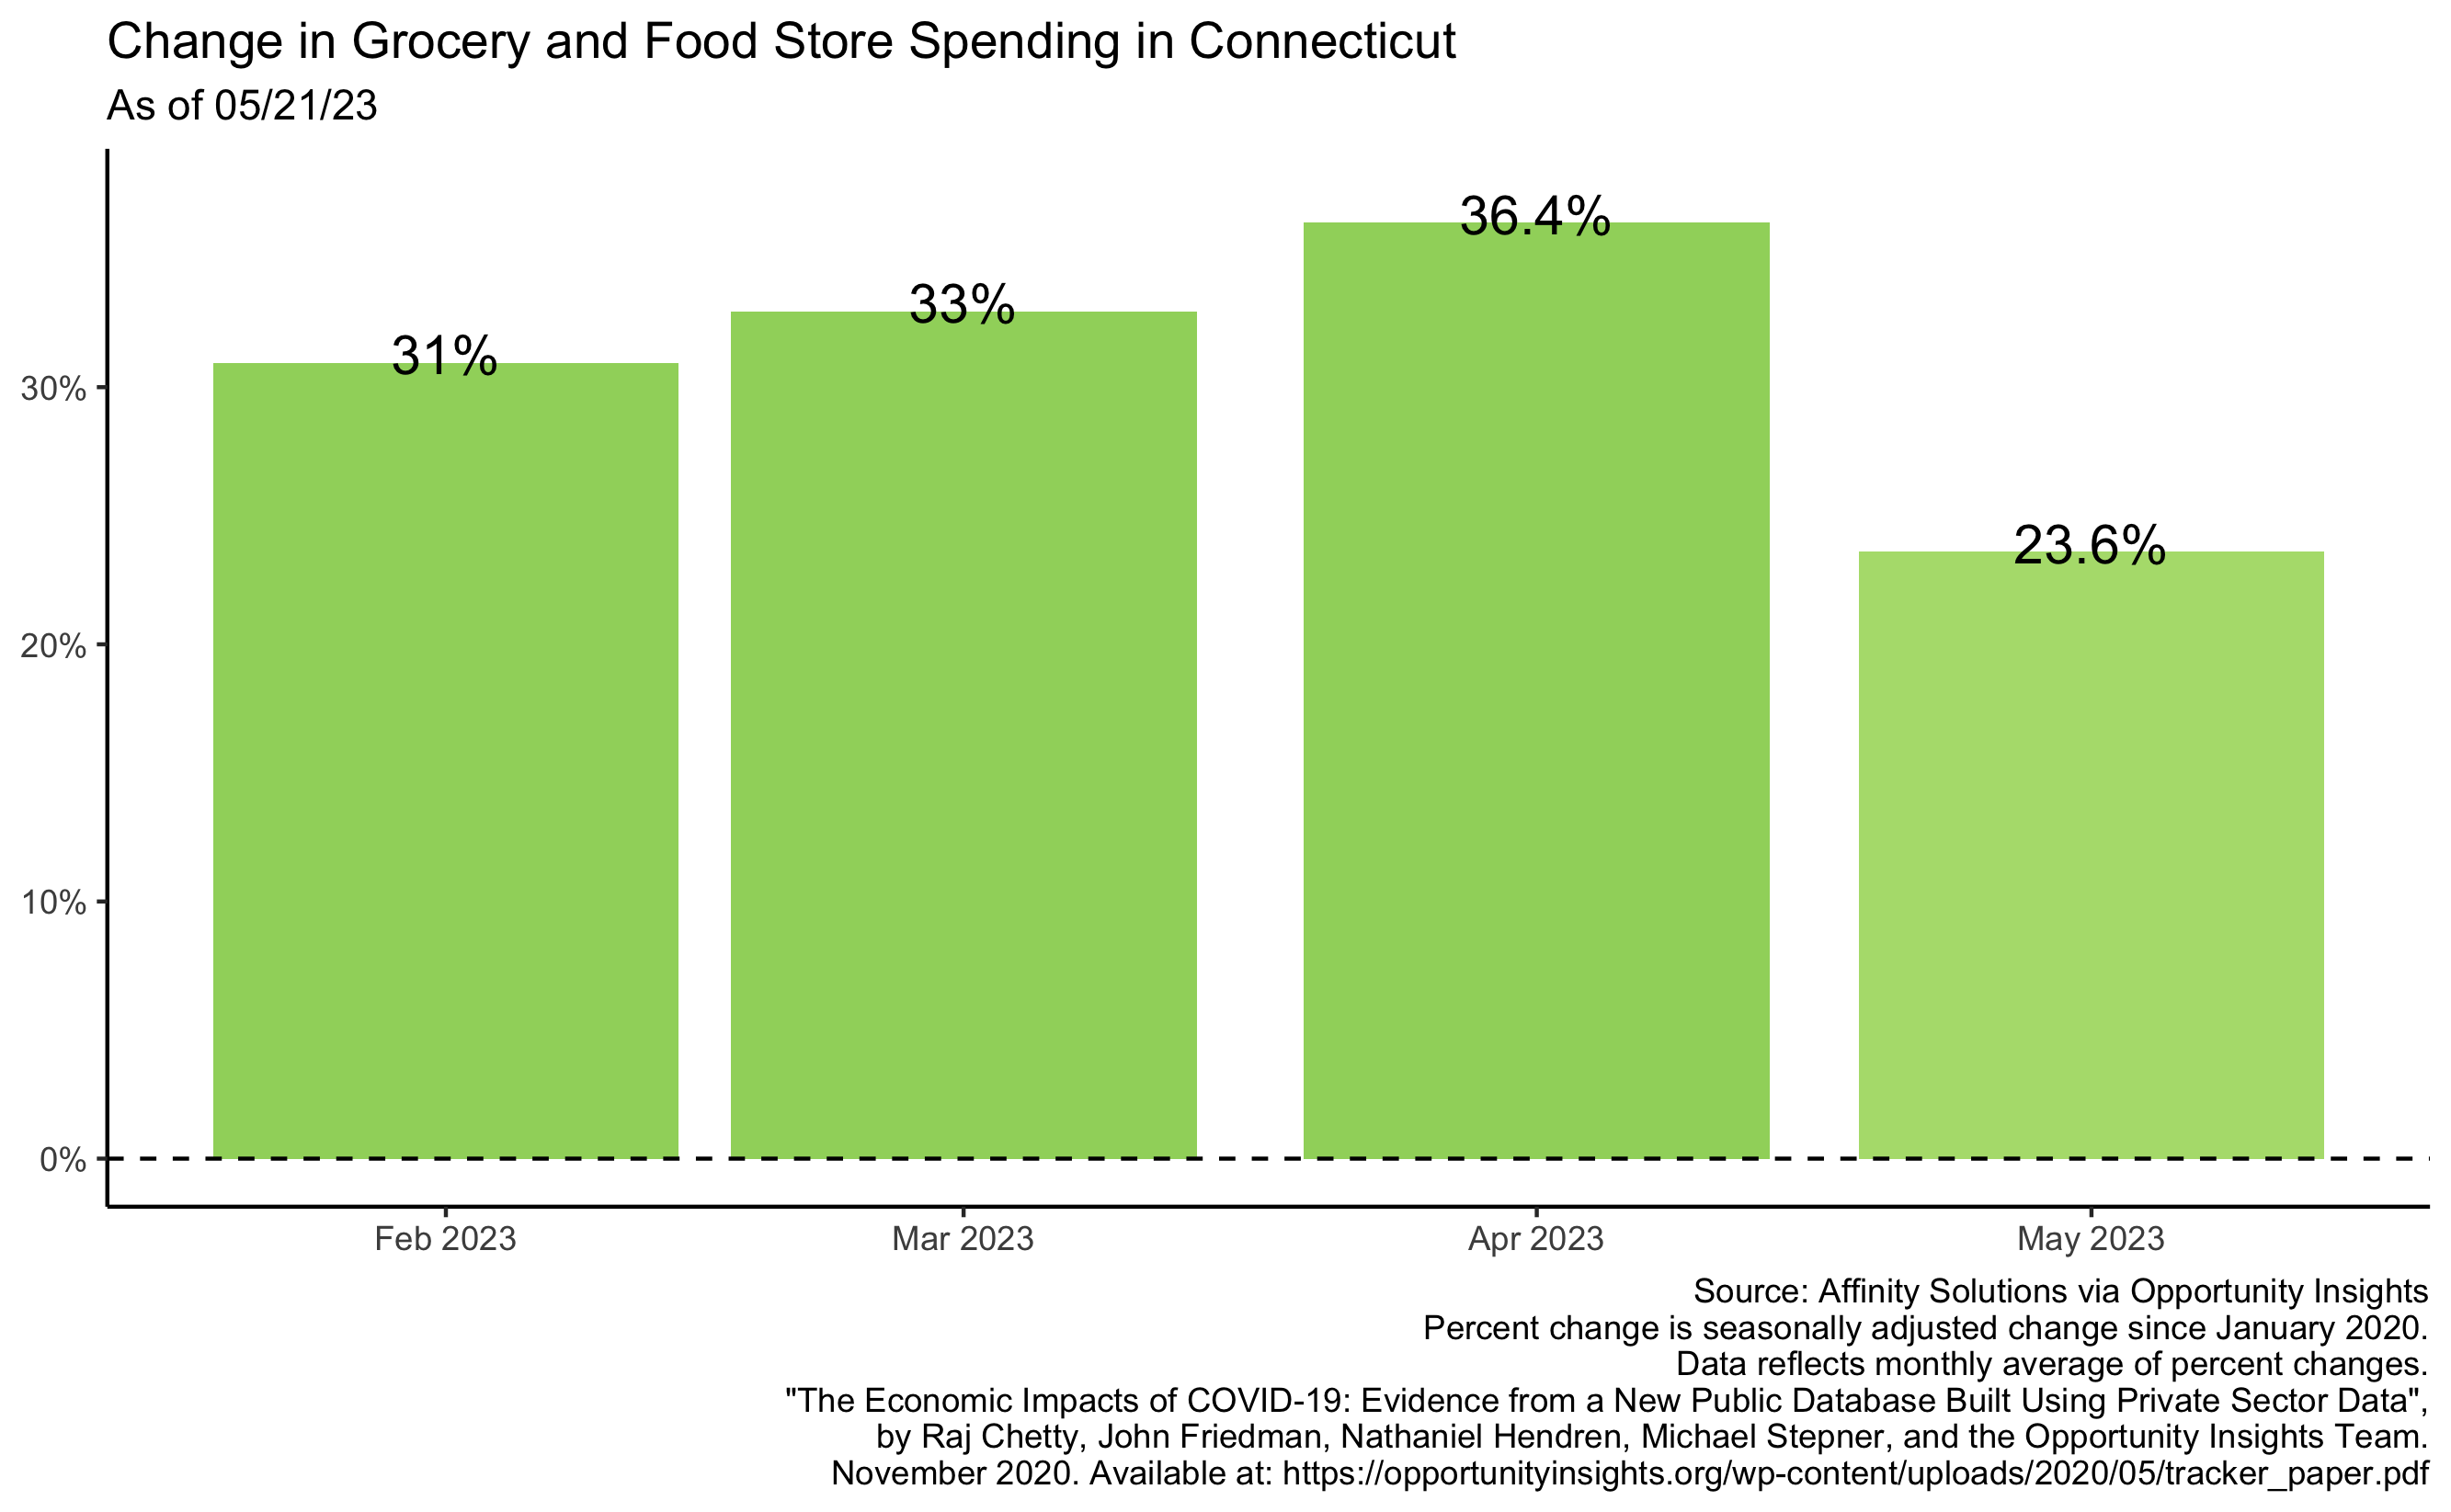 Change in Grocery and Food Store Spending in Connecticut
As of 05/21/23
36.4%
33%
31%
30%
23.6%
20%
10%
0%
Feb 2023 Mar 2023 Apr 2023 May 2023
Source: Affinity Solutions via Opportunity Insights
Percent change is seasonally adjusted change since January 2020.
Data reflects monthly average of percent changes.
"The Economic Impacts of COVID-19: Evidence from a New Public Database Built Using Private Sector Data",
by Raj Chetty, John Friedman, Nathaniel Hendren, Michael Stepner, and the Opportunity Insights Team.
November 2020. Available at: https://opportunityinsights.org/wp-content/uploads/2020/05/tracker_paper.pdf